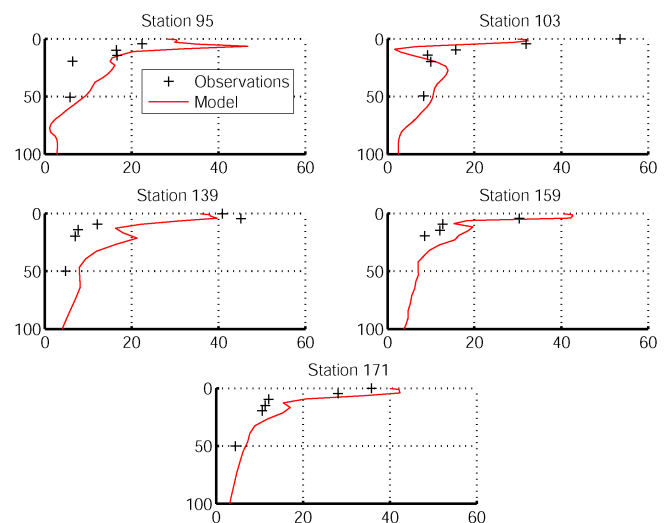 Station 95
0
50
100
0 20 40 60
Observations
Model
Station 103
0
50
100
0 20 40 60
Station 139
0
50
100
0 20 40 60
Station 159
0
50
100
0 20 40 60
Station 171
0
50
100
0 20 40 60